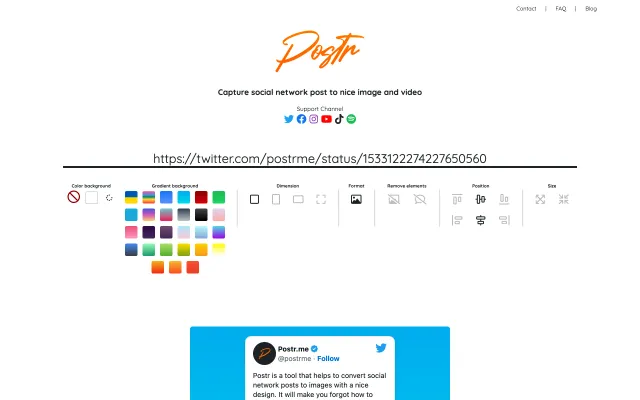 Contact | FAQ | Blog
Postr
Capture social network post to nice image and video
Support Channel
https://twitter.com/postrme/status/1533122274227650560
Color background Gradient background Dimension Format Remove elements Position Size
Postr.me
@postrme · Follow
Postr is a tool that helps to convert social
network posts to images with a nice
design. It will make you forgot how to